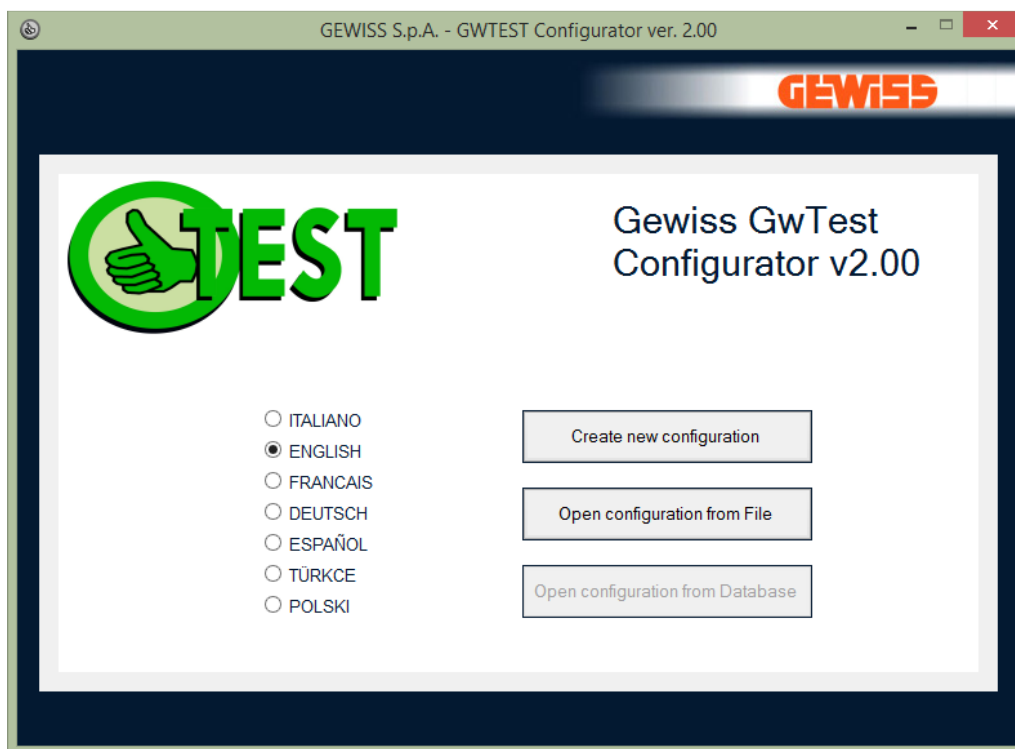 GEWISS S.p.A. - GWTEST Configurator ver. 2.00
GEWiSS
TEST
Gewiss GwTest
Configurator v2.00
ITALIANO
ENGLISH
FRANCAIS
DEUTSCH
ESPAÑOL
TÜRKCE
POLSKI
Create new configuration
Open configuration from File
Open configuration from Database